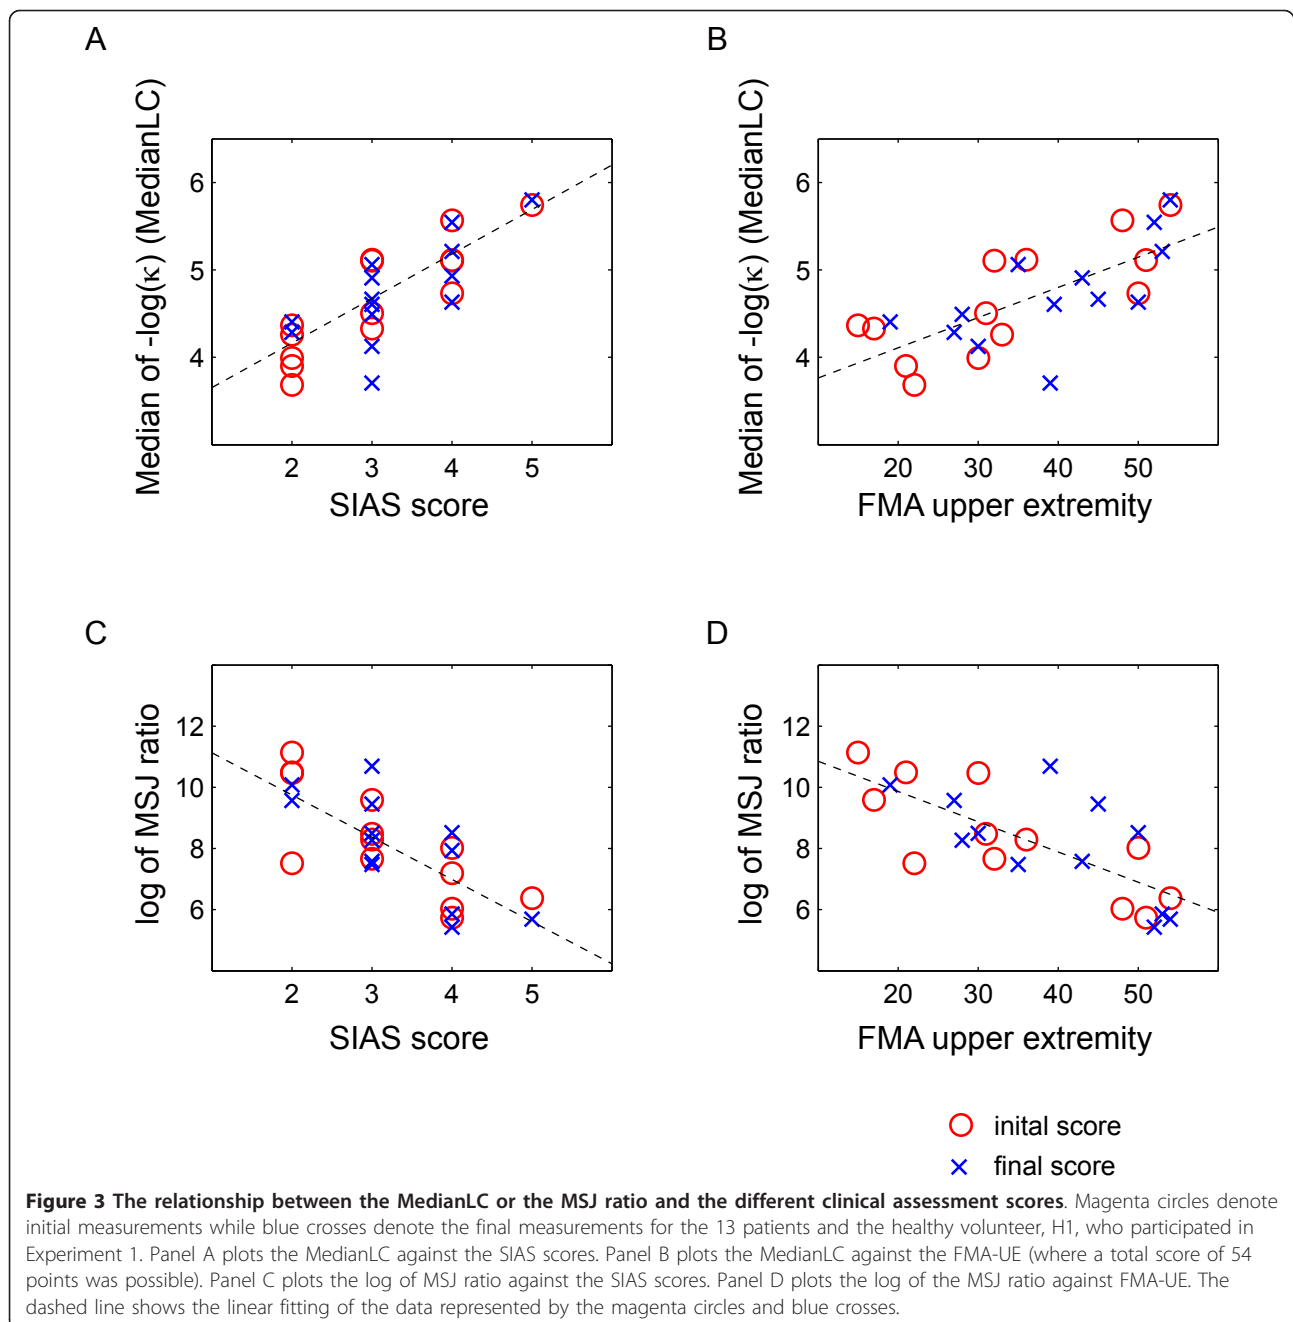 A
B
Median of -log(κ) (MedianLC)
6
5
4
2 3 4 5
SIAS score
Median of -log(κ) (MedianLC)
6
5
4
20 30 40 50
FMA upper extremity
C
D
log of MSJ ratio
12
10
8
6
2 3 4 5
SIAS score
log of MSJ ratio
12
10
8
6
20 30 40 50
FMA upper extremity
inital score
final score
Figure 3 The relationship between the MedianLC or the MSJ ratio and the different clinical assessment scores. Magenta circles denote
initial measurements while blue crosses denote the final measurements for the 13 patients and the healthy volunteer, H1, who participated in
Experiment 1. Panel A plots the MedianLC against the SIAS scores. Panel B plots the MedianLC against the FMA-UE (where a total score of 54
points was possible). Panel C plots the log of MSJ ratio against the SIAS scores. Panel D plots the log of the MSJ ratio against FMA-UE. The
dashed line shows the linear fitting of the data represented by the magenta circles and blue crosses.